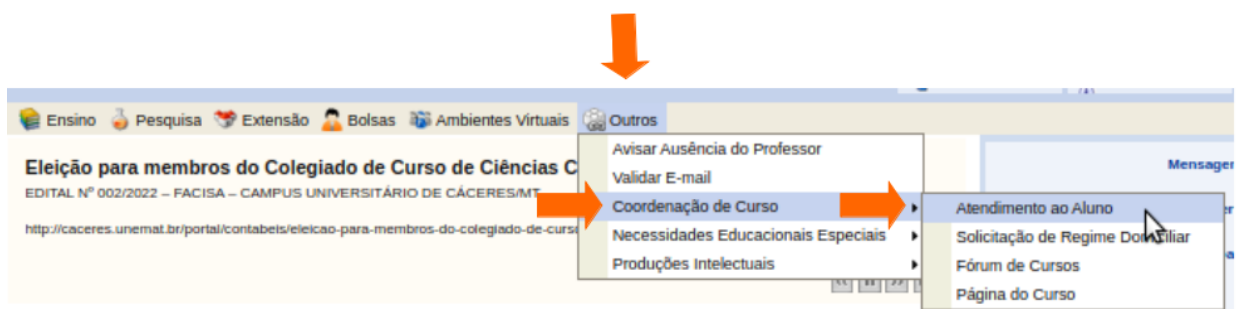 Ensino Pesquisa Extensão Bolsas Ambientes Virtuais Outros
Eleição para membros do Colegiado de Curso de Ciências C
EDITAL Nº 002/2022 – FACISA – CAMPUS UNIVERSITÁRIO DE CÁCERES/MT
http://caceres.unemat.br/portal/contabeis/eleicao-para-membros-do-colegiado-de-curs
Avisar Ausência do Professor
Validar E-mail
Coordenação de Curso
Necessidades Educacionais Especiais
Produções Intelectuais
Mensagen
Atendimento ao Aluno
Solicitação de Regime Domiciliar
Fórum de Cursos
Página do Curso